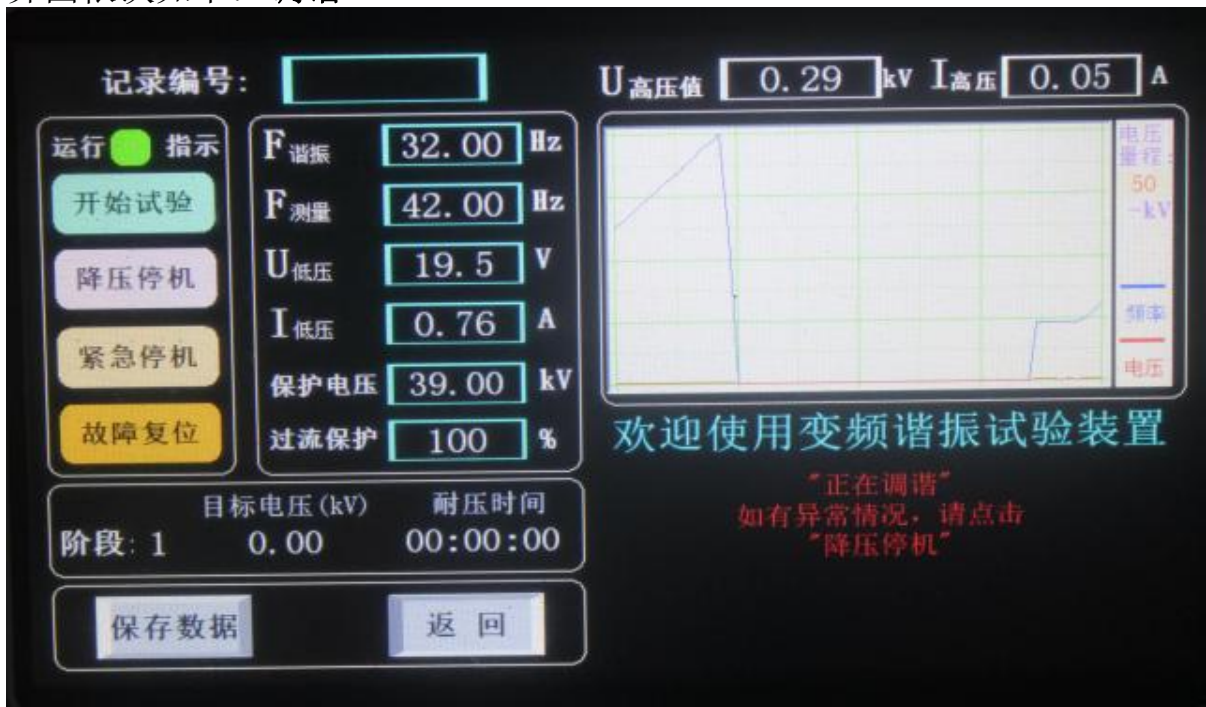 记录编号:
U高压值 0.29 kV I高压 0.05 A
运行 指示
开始试验
降压停机
紧急停机
故障复位
F谐振 32.00 Hz
F测量 42.00 Hz
U低压 19.5 V
I低压 0.76 A
保护电压 39.00 kV
过流保护 100 %
电压
量程:
50
-kV
频率
电压
欢迎使用变频谐振试验装置
"正在调谐"
如有异常情况，请点击
"降压停机"
目标电压(kV) 耐压时间
阶段: 1 0.00 00:00:00
保存数据
返 回